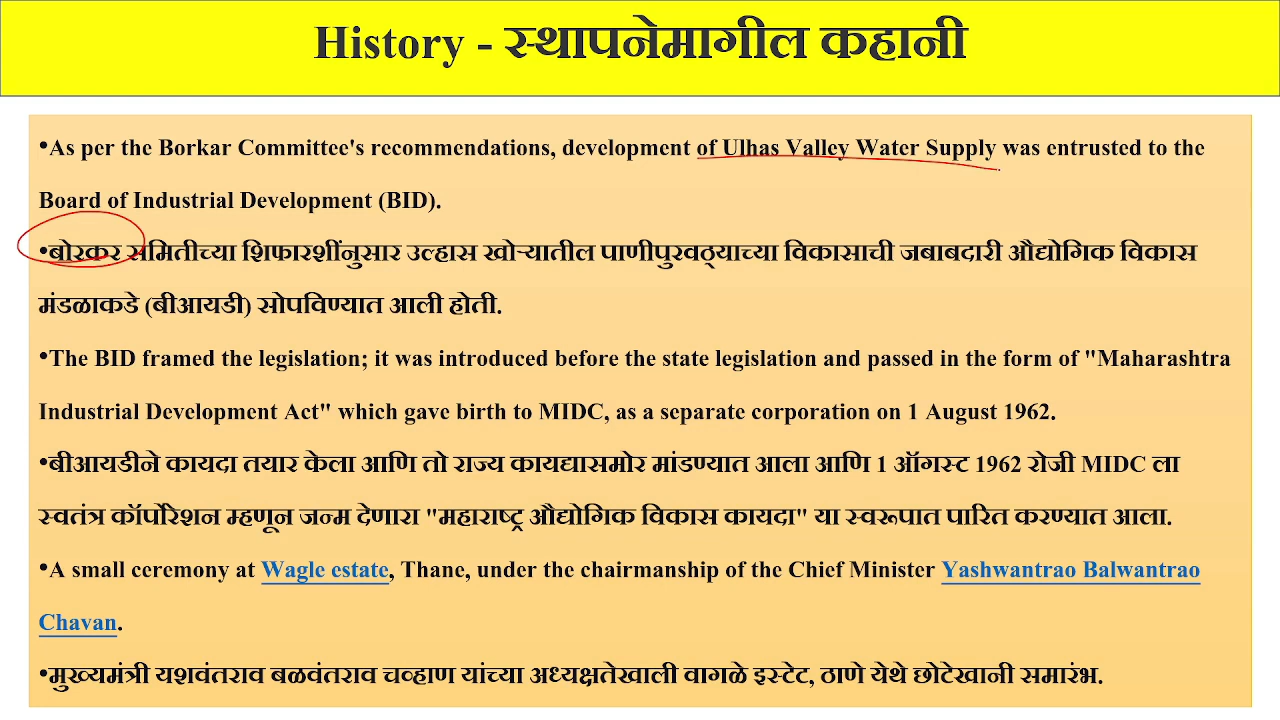 History - स्थापनेमागील कहानी
•As per the Borkar Committee's recommendations, development of Ulhas Valley Water Supply was entrusted to the
Board of Industrial Development (BID).
•बोरकर समितीच्या शिफारशींनुसार उल्हास खोऱ्यातील पाणीपुरवठ्याच्या विकासाची जबाबदारी औद्योगिक विकास
मंडळाकडे (बीआयडी) सोपविण्यात आली होती.
•The BID framed the legislation; it was introduced before the state legislation and passed in the form of "Maharashtra
Industrial Development Act" which gave birth to MIDC, as a separate corporation on 1 August 1962.
•बीआयडीने कायदा तयार केला आणि तो राज्य कायद्यासमोर मांडण्यात आला आणि 1 ऑगस्ट 1962 रोजी MIDC ला
स्वतंत्र कॉर्पोरेशन म्हणून जन्म देणारा "महाराष्ट्र औद्योगिक विकास कायदा" या स्वरूपात पारित करण्यात आला.
•A small ceremony at Wagle estate, Thane, under the chairmanship of the Chief Minister Yashwantrao Balwantrao
Chavan.
•मुख्यमंत्री यशवंतराव बळवंतराव चव्हाण यांच्या अध्यक्षतेखाली वागळे इस्टेट, ठाणे येथे छोटेखानी समारंभ.